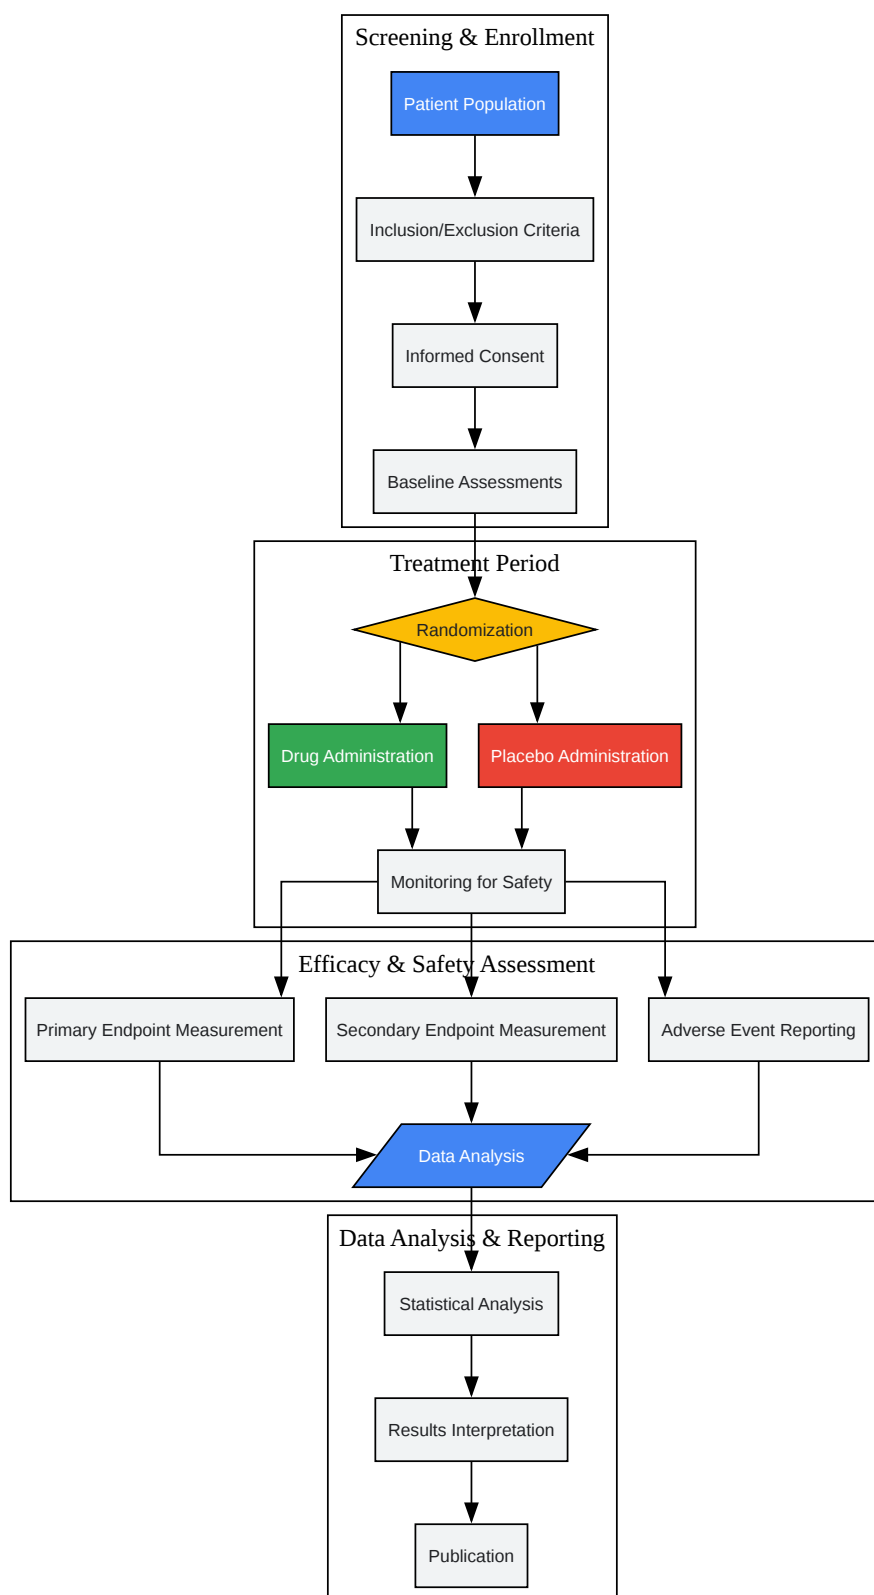 Screening & Enrollment
Patient Population
Inclusion/Exclusion Criteria
Informed Consent
Baseline Assessments
Treatment Period
Randomization
Drug Administration
Placebo Administration
Monitoring for Safety
Efficacy & Safety Assessment
Primary Endpoint Measurement
Secondary Endpoint Measurement
Adverse Event Reporting
Data Analysis
Data Analysis & Reporting
Statistical Analysis
Results Interpretation
Publication